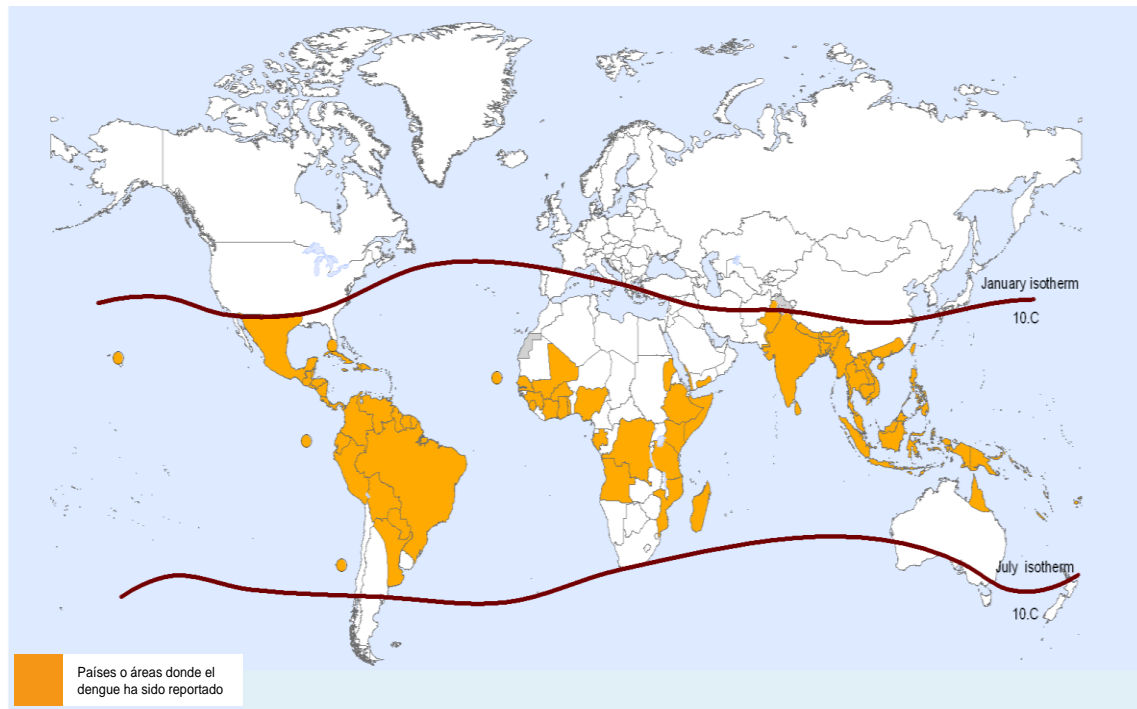 January isotherm
10.C
July isotherm
10.C
Países o áreas donde el
dengue ha sido reportado